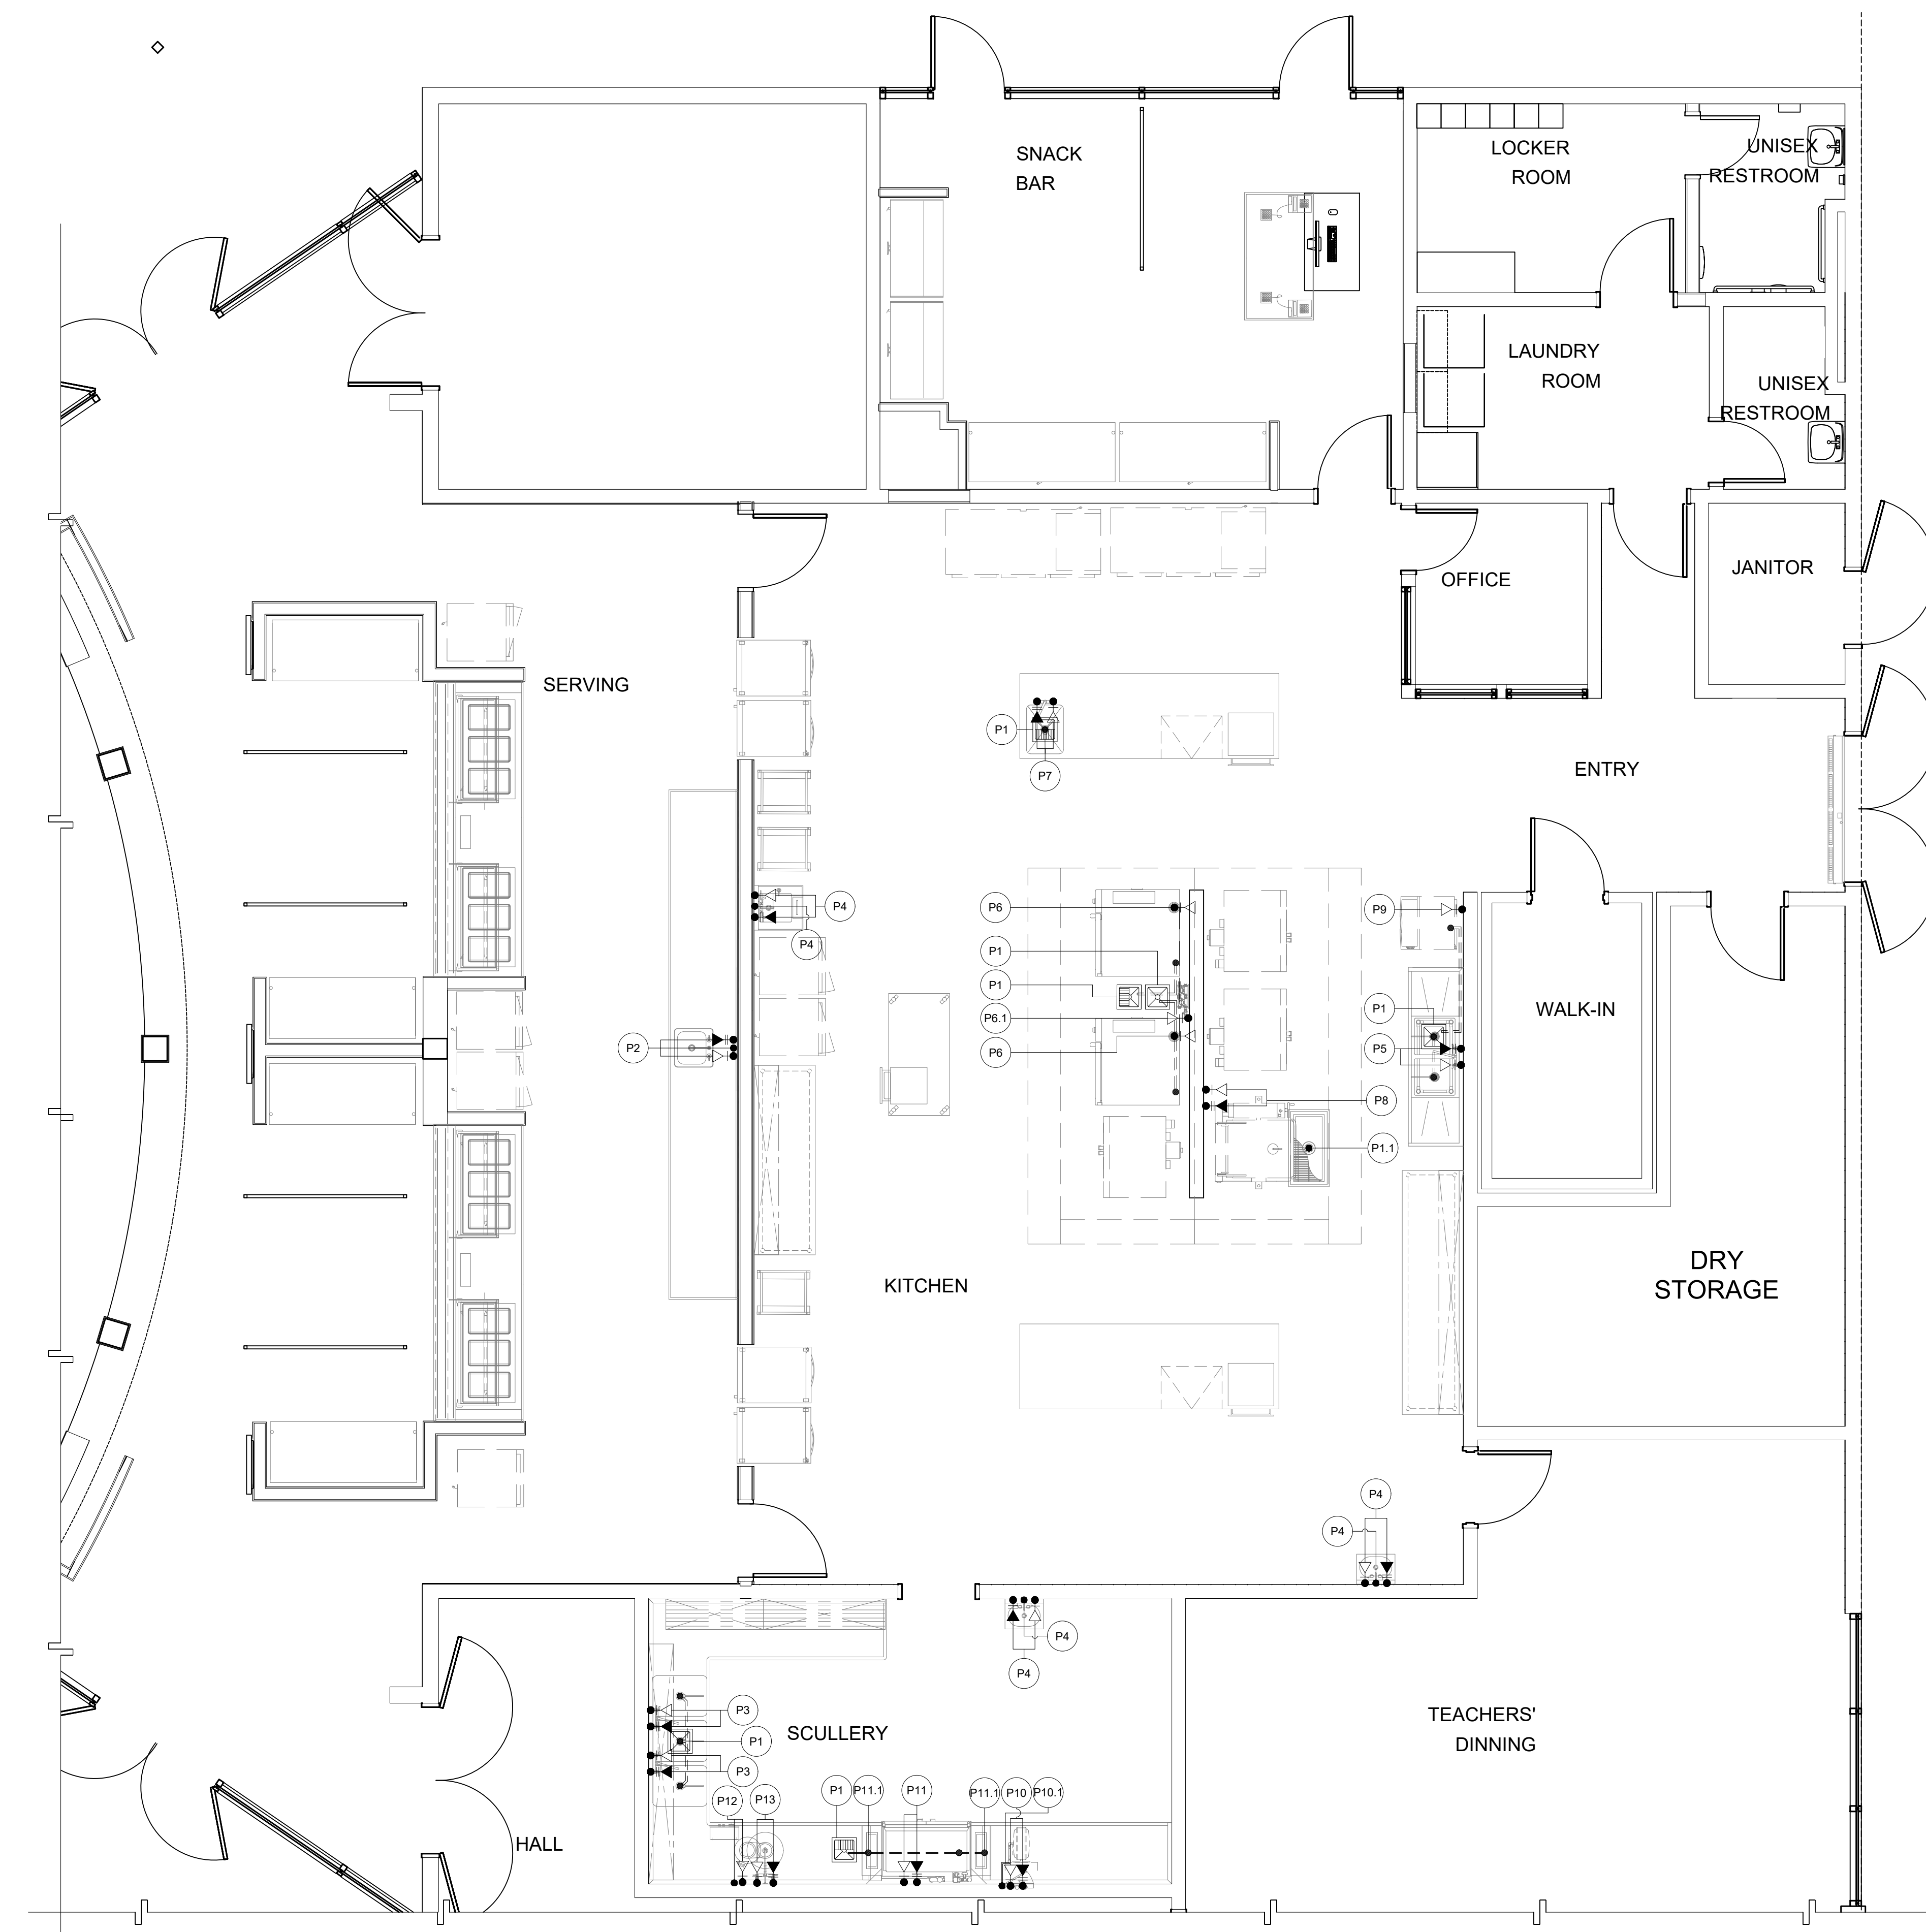 SNACK
BAR
LOCKER
ROOM
UNISEX
RESTROOM
LAUNDRY
ROOM
UNISEX
RESTROOM
OFFICE
JANITOR
SERVING
P1
P7
ENTRY
P4
P4
P6
P1
P1
P6.1
P6
P9
P1
P5
P8
P1.1
WALK-IN
P2
DRY
STORAGE
KITCHEN
P4
P4
P4
P4
P3
P1
P3
SCULLERY
TEACHERS'
DINNING
P12
P13
P1
P11.1
P11
P11.1
P10
P10.1
HALL